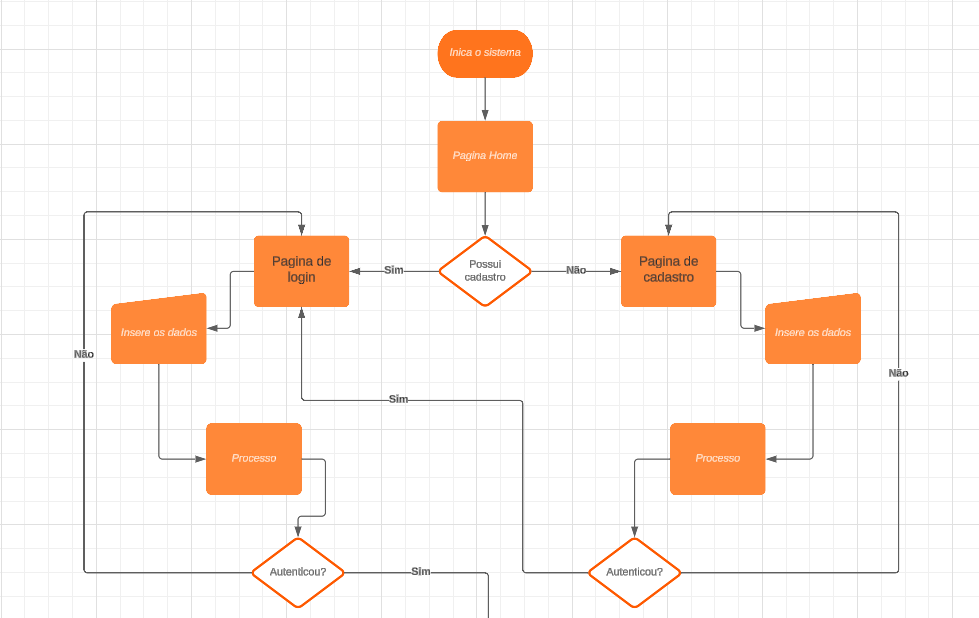 Inica o sistema
Pagina Home
Possui
cadastro
Sim
Não
Pagina de
login
Pagina de
cadastro
Insere os dados
Insere os dados
Não
Não
Sim
Processo
Processo
Autenticou?
Sim
Autenticou?